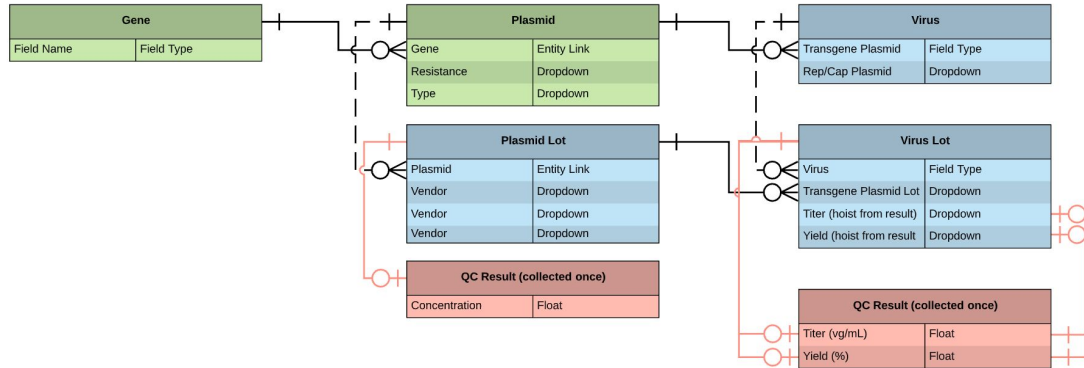 Gene
Field Name Field Type
Plasmid
Gene Entity Link
Resistance Dropdown
Type Dropdown
Virus
Transgene Plasmid Field Type
Rep/Cap Plasmid Dropdown
Plasmid Lot
Plasmid Entity Link
Vendor Dropdown
Vendor Dropdown
Vendor Dropdown
Virus Lot
Virus Field Type
Transgene Plasmid Lot Dropdown
Titer (hoist from result) Dropdown
Yield (hoist from result Dropdown
QC Result (collected once)
Concentration Float
QC Result (collected once)
Titer (vg/mL) Float
Yield (%) Float